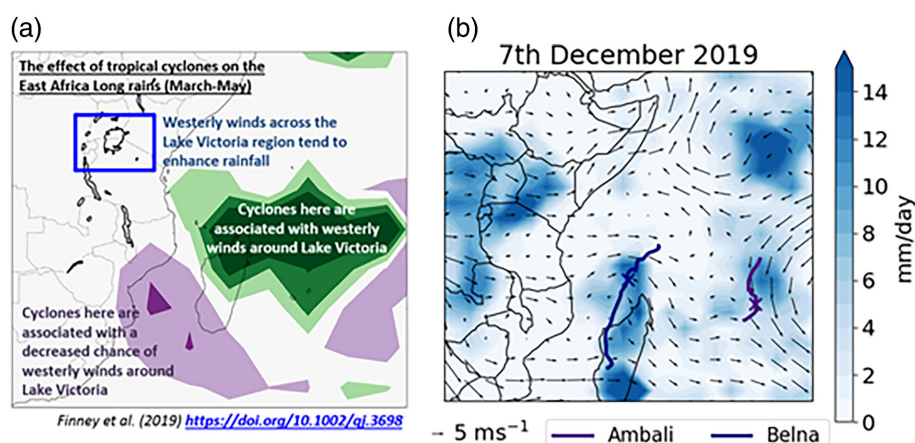 (a)
The effect of tropical cyclones on the
East Africa Long rains (March-May)
Westerly winds across the
Lake Victoria region tend to
enhance rainfall
Cyclones here are
associated with westerly
winds around Lake Victoria
Cyclones here are
associated with a
decreased chance of
westerly winds around
Lake Victoria
Finney et al. (2019) https://doi.org/10.1002/qj.3698
(b)
7th December 2019
14
12
10
8
6
4
2
0
mm/day
5 ms⁻¹
Ambali
Belna